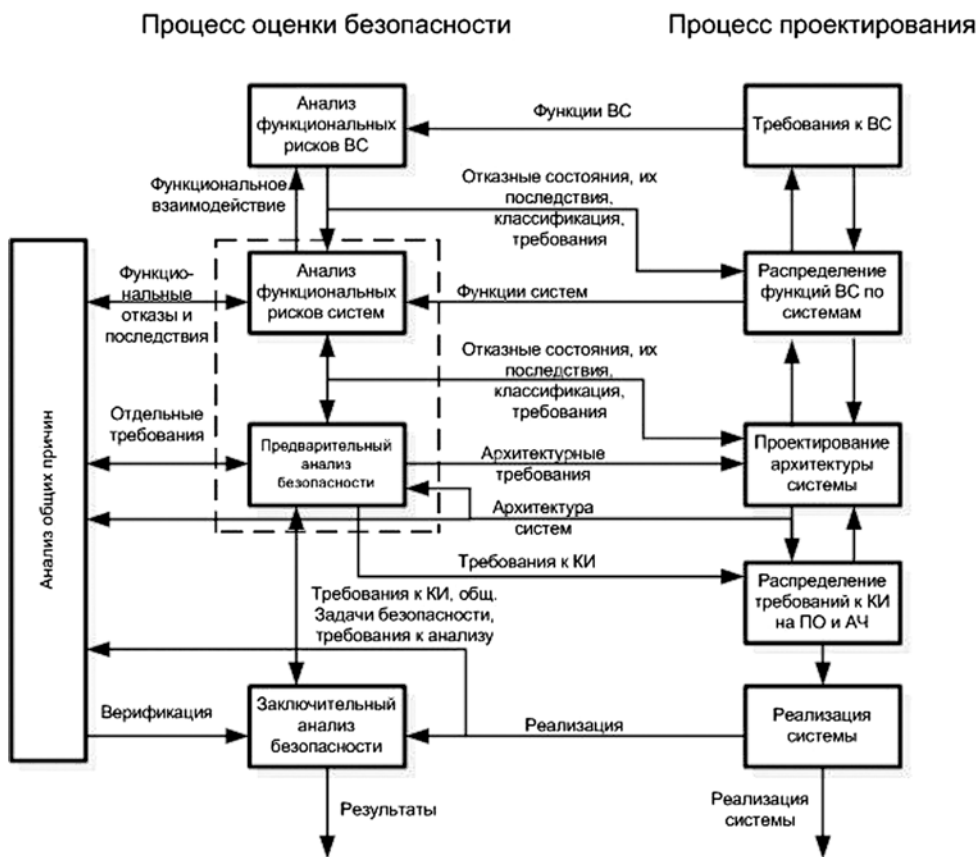 Процесс оценки безопасности
Процесс проектирования
Анализ
функциональных
рисков ВС
Функции ВС
Требования к ВС
Функциональное
взаимодействие
Отказные состояния, их
последствия,
классификация,
требования
Функцио-
нальные
отказы и
последствия
Анализ
функциональных
рисков систем
Функции систем
Распределение
функций ВС по
системам
Отказные состояния, их
последствия,
классификация,
требования
Отдельные
требования
Предварительный
анализ
безопасности
Архитектурные
требования
Проектирование
архитектуры
системы
Анализ общих причин
Архитектура
систем
Требования к КИ
Распределение
требований к КИ
на ПО и АЧ
Требования к КИ, общ.
Задачи безопасности,
требования к анализу
Верификация
Заключительный
анализ
безопасности
Реализация
Реализация
системы
Результаты
Реализация
системы